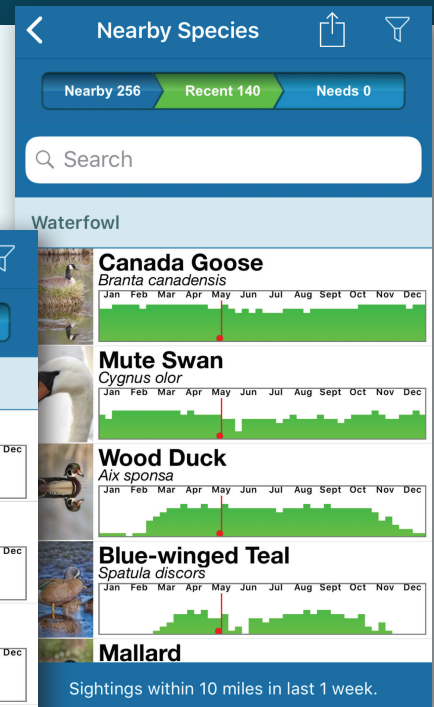 Nearby Species
Nearby 256 Recent 140 Needs 0
Search
Waterfowl
Canada Goose
Branta canadensis
Jan Feb Mar Apr May Jun Jul Aug Sept Oct Nov Dec
Mute Swan
Cygnus olor
Jan Feb Mar Apr May Jun Jul Aug Sept Oct Nov Dec
Dec
Wood Duck
Aix sponsa
Jan Feb Mar Apr May Jun Jul Aug Sept Oct Nov Dec
Dec
Blue-winged Teal
Spatula discors
Jan Feb Mar Apr May Jun Jul Aug Sept Oct Nov Dec
Dec
Mallard
Sightings within 10 miles in last 1 week.